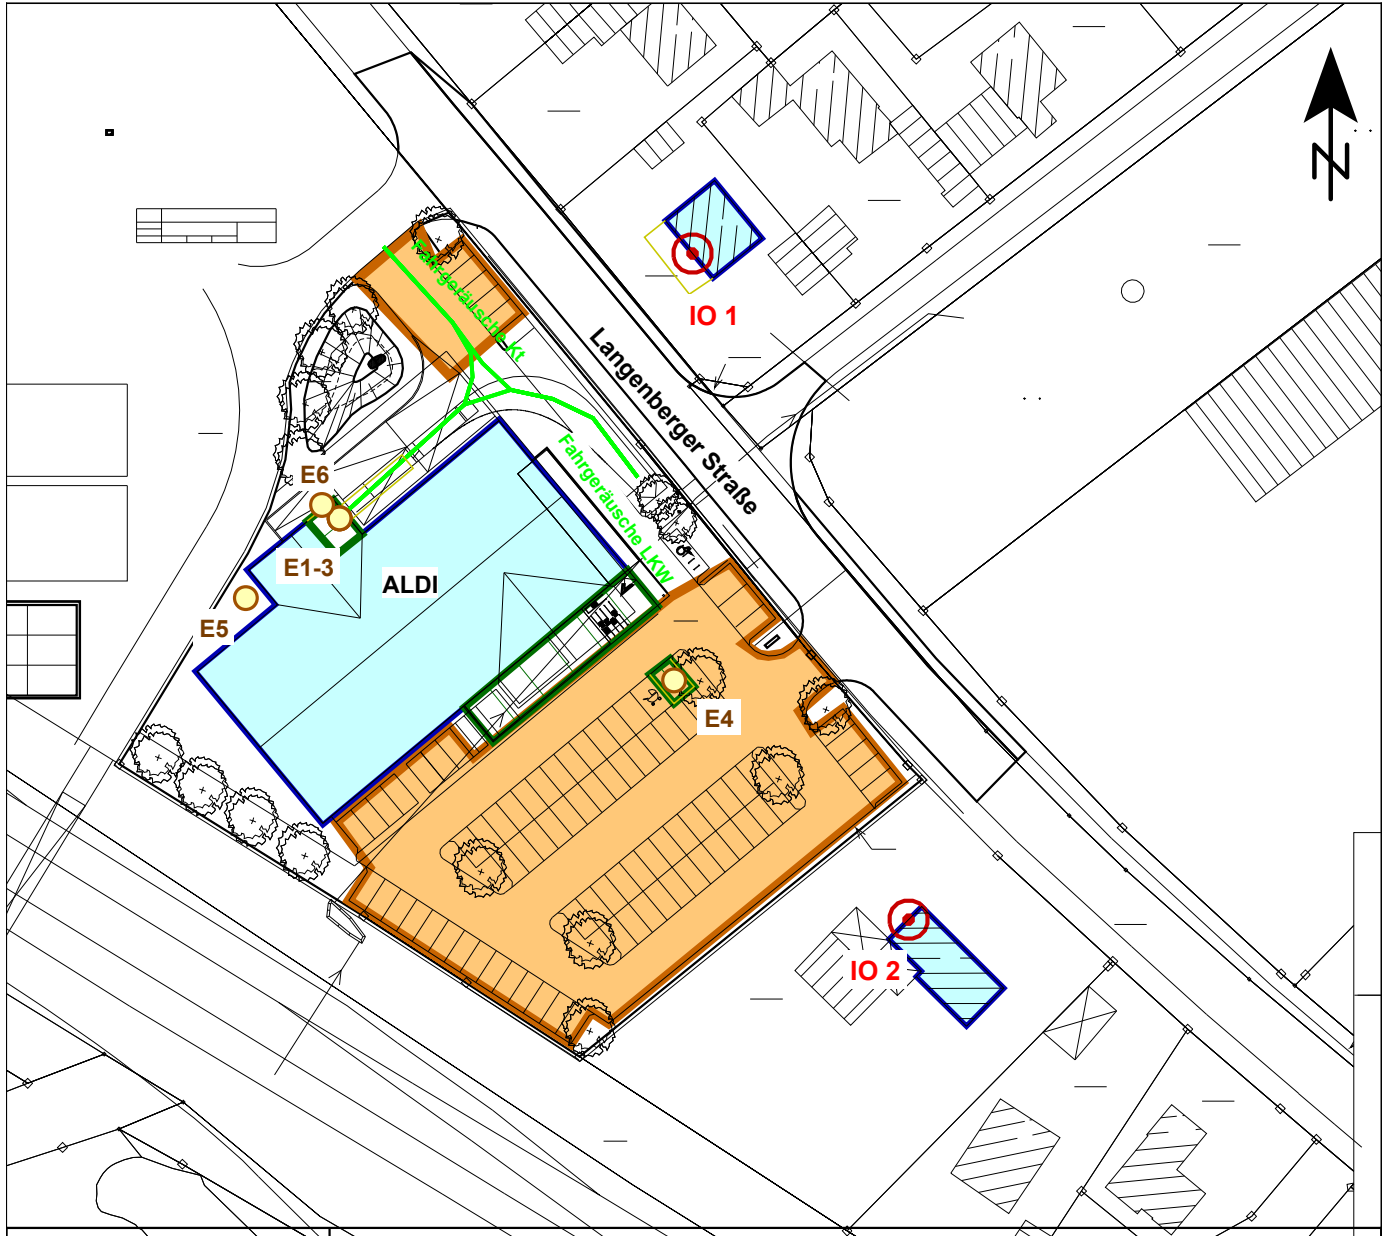 N
Fahrgeräusche Kt
IO 1
Langenberger Straße
Fahrgeräusche LKW
E6
E1-3
ALDI
E5
E4
IO 2